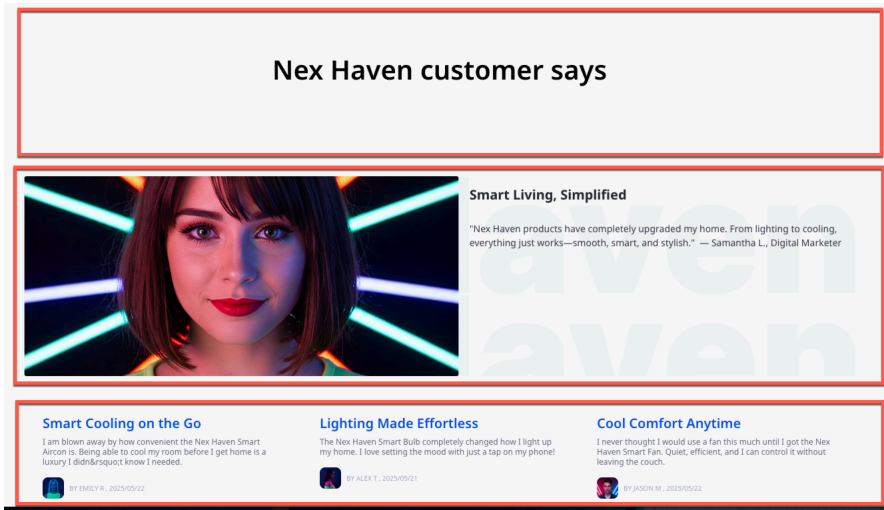 Nex Haven customer says
Smart Living, Simplified
"Nex Haven products have completely upgraded my home. From lighting to cooling,
everything just works—smooth, smart, and stylish."  — Samantha L., Digital Marketer
aven
aven
Smart Cooling on the Go
I am blown away by how convenient the Nex Haven Smart
Aircon is. Being able to cool my room before I get home is a
luxury I didn&rsquo;t know I needed.
BY EMILY R , 2025/05/22
Lighting Made Effortless
The Nex Haven Smart Bulb completely changed how I light up
my home. I love setting the mood with just a tap on my phone!
BY ALEX T , 2025/05/21
Cool Comfort Anytime
I never thought I would use a fan this much until I got the Nex
Haven Smart Fan. Quiet, efficient, and I can control it without
leaving the couch.
BY JASON M , 2025/05/22